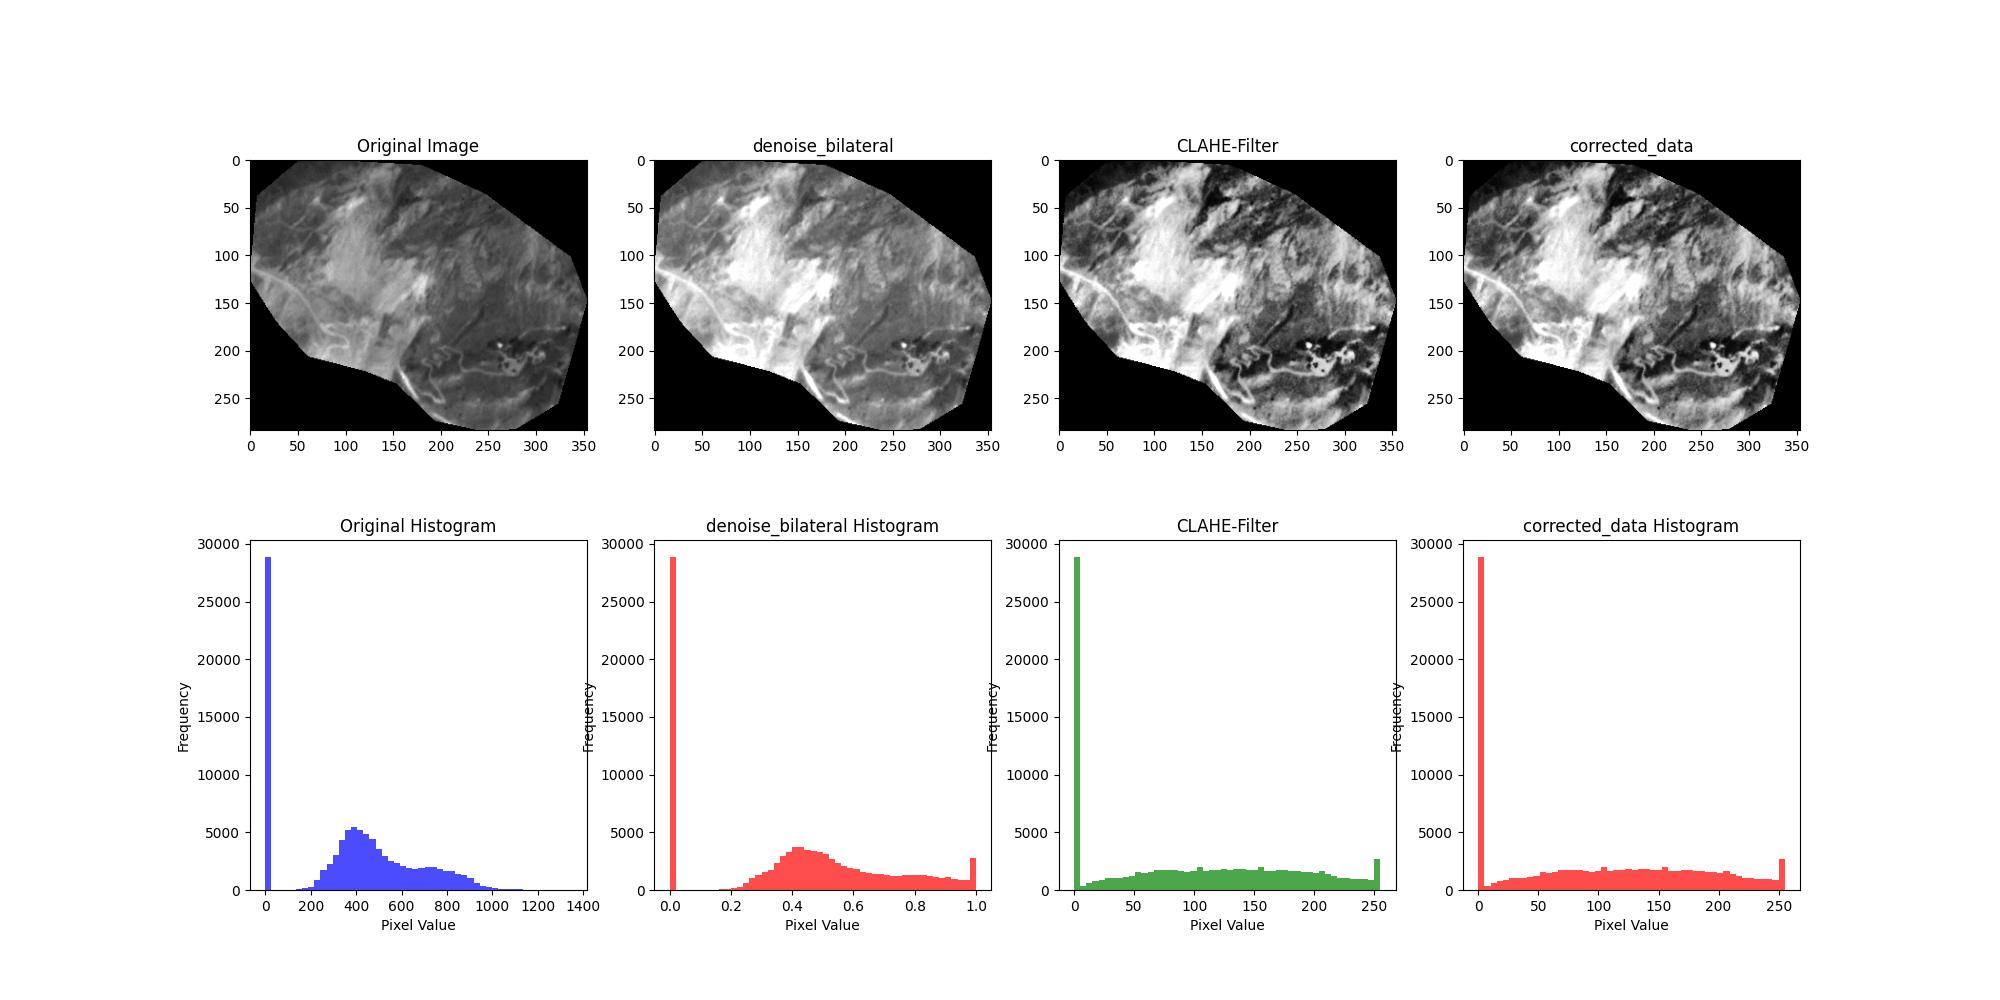 Original Image
denoise_bilateral
CLAHE-Filter
corrected_data
0
50
100
150
200
250
0 50 100 150 200 250 300 350
0
50
100
150
200
250
0 50 100 150 200 250 300 350
0
50
100
150
200
250
0 50 100 150 200 250 300 350
0
50
100
150
200
250
0 50 100 150 200 250 300 350
Original Histogram
denoise_bilateral Histogram
CLAHE-Filter
corrected_data Histogram
Frequency
30000
25000
20000
15000
10000
5000
0
0 200 400 600 800 1000 1200 1400
Pixel Value
Frequency
30000
25000
20000
15000
10000
5000
0
0.0 0.2 0.4 0.6 0.8 1.0
Pixel Value
Frequency
30000
25000
20000
15000
10000
5000
0
0 50 100 150 200 250
Pixel Value
Frequency
30000
25000
20000
15000
10000
5000
0
0 50 100 150 200 250
Pixel Value